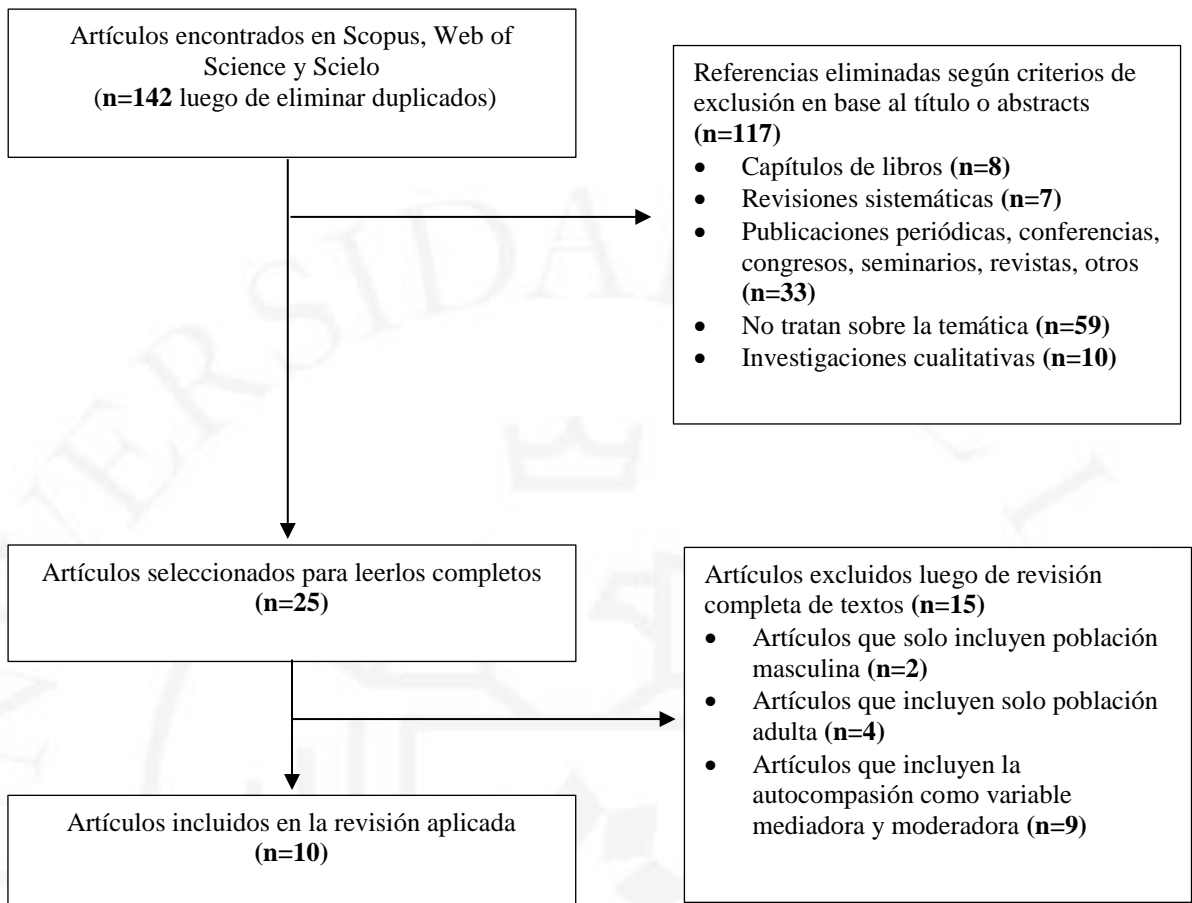 Artículos encontrados en Scopus, Web of
Science y Scielo
(n=142 luego de eliminar duplicados)
Referencias eliminadas según criterios de
exclusión en base al título o abstracts
(n=117)
• Capítulos de libros (n=8)
• Revisiones sistemáticas (n=7)
• Publicaciones periódicas, conferencias,
congresos, seminarios, revistas, otros
(n=33)
• No tratan sobre la temática (n=59)
• Investigaciones cualitativas (n=10)
Artículos seleccionados para leerlos completos
(n=25)
Artículos excluidos luego de revisión
completa de textos (n=15)
• Artículos que solo incluyen población
masculina (n=2)
• Artículos que incluyen solo población
adulta (n=4)
• Artículos que incluyen la
autocompasión como variable
mediadora y moderadora (n=9)
Artículos incluidos en la revisión aplicada
(n=10)